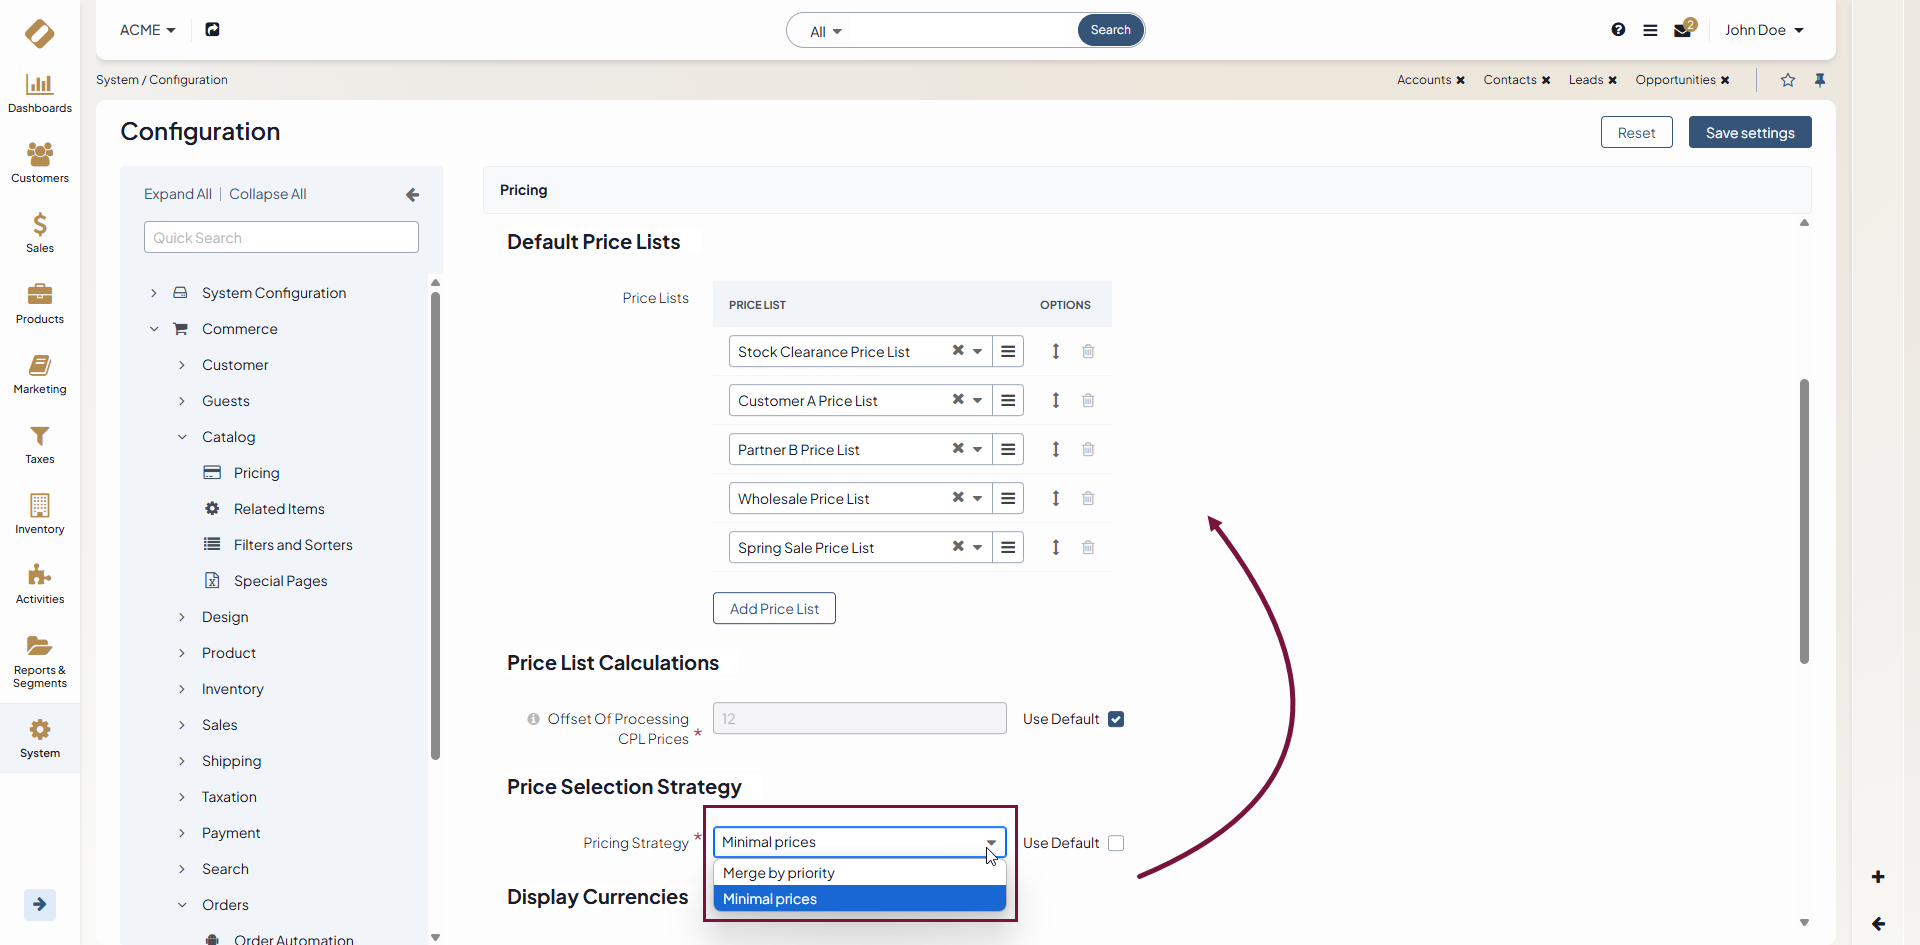 ACME
All
Search
2
John Doe
System / Configuration
Accounts
Contacts
Leads
Opportunities
Dashboards
Customers
Sales
Products
Marketing
Taxes
Inventory
Activities
Reports &
Segments
System
Configuration
Reset
Save settings
Expand All | Collapse All
Quick Search
System Configuration
Commerce
Customer
Guests
Catalog
Pricing
Related Items
Filters and Sorters
Special Pages
Design
Product
Inventory
Sales
Shipping
Taxation
Payment
Search
Orders
Order Automation
Pricing
Default Price Lists
Price Lists
PRICE LIST
OPTIONS
Stock Clearance Price List
Customer A Price List
Partner B Price List
Wholesale Price List
Spring Sale Price List
Add Price List
Price List Calculations
Offset Of Processing
CPL Prices *
12
Use Default
Price Selection Strategy
Pricing Strategy *
Minimal prices
Use Default
Merge by priority
Minimal prices
Display Currencies